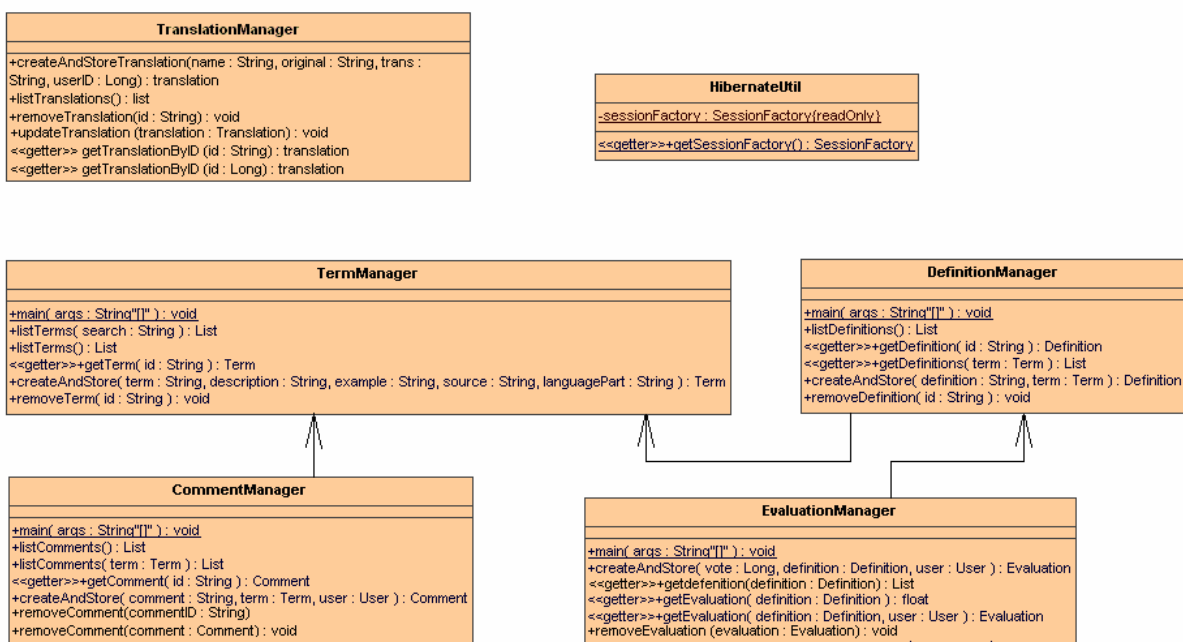 TranslationManager
+createAndStoreTranslation(name : String, original : String, trans :
String, userID : Long) : translation
+listTranslations() : list
+removeTranslation(id : String) : void
+updateTranslation (translation : Translation) : void
<<getter>> getTranslationByID (id : String) : translation
<<getter>> getTranslationByID (id : Long) : translation
HibernateUtil
-sessionFactory : SessionFactory{readOnly}
<<getter>>+getSessionFactory() : SessionFactory
TermManager
+main( args : String"[]" ) : void
+listTerms( search : String ) : List
+listTerms() : List
<<getter>>+getTerm( id : String ) : Term
+createAndStore( term : String, description : String, example : String, source : String, languagePart : String ) : Term
+removeTerm( id : String ) : void
DefinitionManager
+main( args : String"[]" ) : void
+listDefinitions() : List
<<getter>>+getDefinition( id : String ) : Definition
<<getter>>+getDefinitions( term : Term ) : List
+createAndStore( definition : String, term : Term ) : Definition
+removeDefinition( id : String ) : void
CommentManager
+main( args : String"[]" ) : void
+listComments() : List
+listComments( term : Term ) : List
<<getter>>+getComment( id : String ) : Comment
+createAndStore( comment : String, term : Term, user : User ) : Comment
+removeComment(commentID : String)
+removeComment(comment : Comment) : void
EvaluationManager
+main( args : String"[]" ) : void
+createAndStore( vote : Long, definition : Definition, user : User ) : Evaluation
<<getter>>+getdefenition(definition : Definition) : List
<<getter>>+getEvaluation( definition : Definition ) : float
<<getter>>+getEvaluation( definition : Definition, user : User ) : Evaluation
+removeEvaluation (evaluation : Evaluation) : void